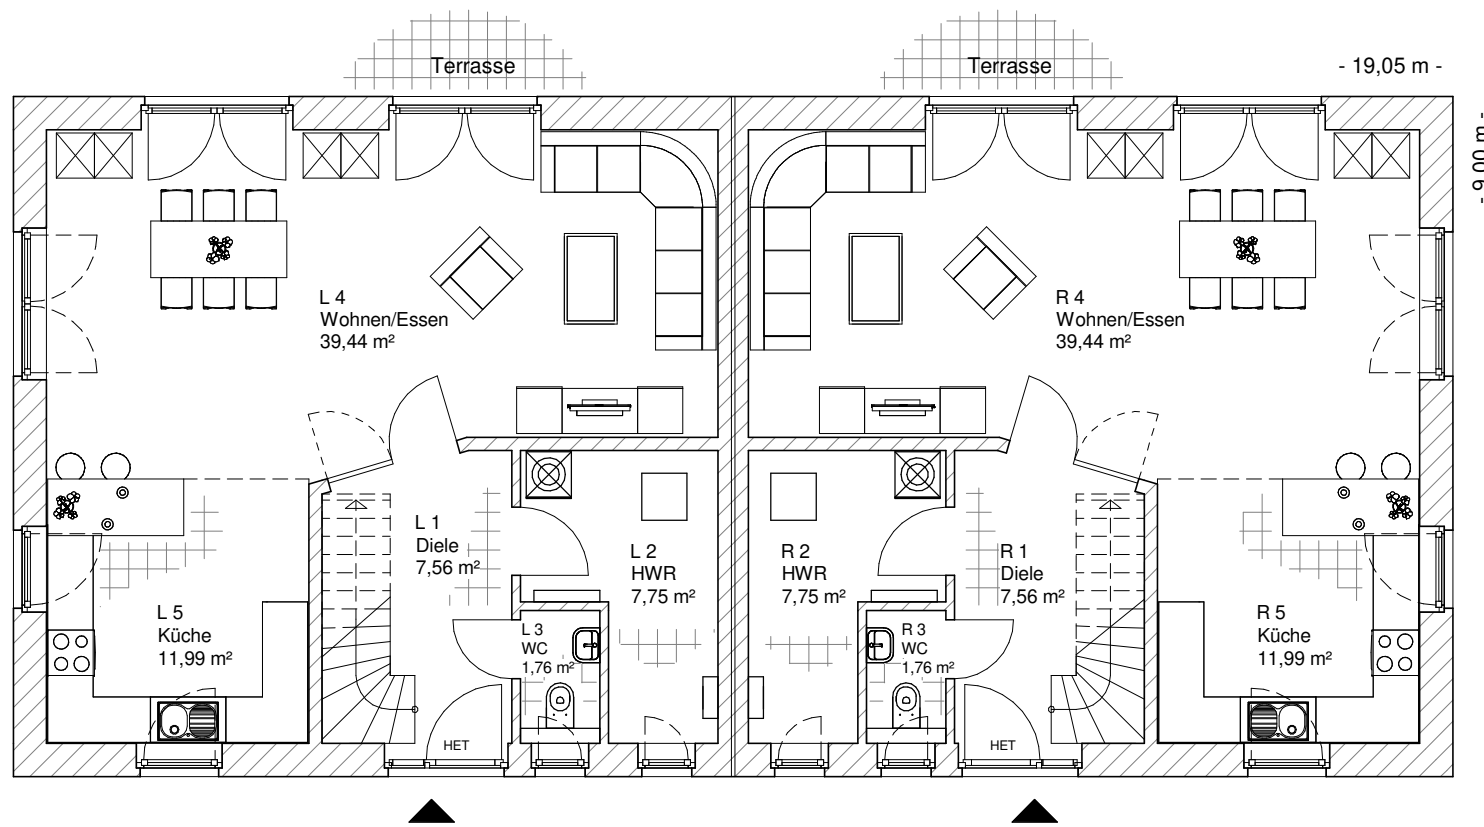 Terrasse
Terrasse
- 19,05 m -
- 9,00 m -
L 4
Wohnen/Essen
39,44 m²
R 4
Wohnen/Essen
39,44 m²
L 1
Diele
7,56 m²
L 2
HWR
7,75 m²
R 2
HWR
7,75 m²
R 1
Diele
7,56 m²
L 5
Küche
11,99 m²
L 3
WC
1,76 m²
R 3
WC
1,76 m²
R 5
Küche
11,99 m²
HET
HET